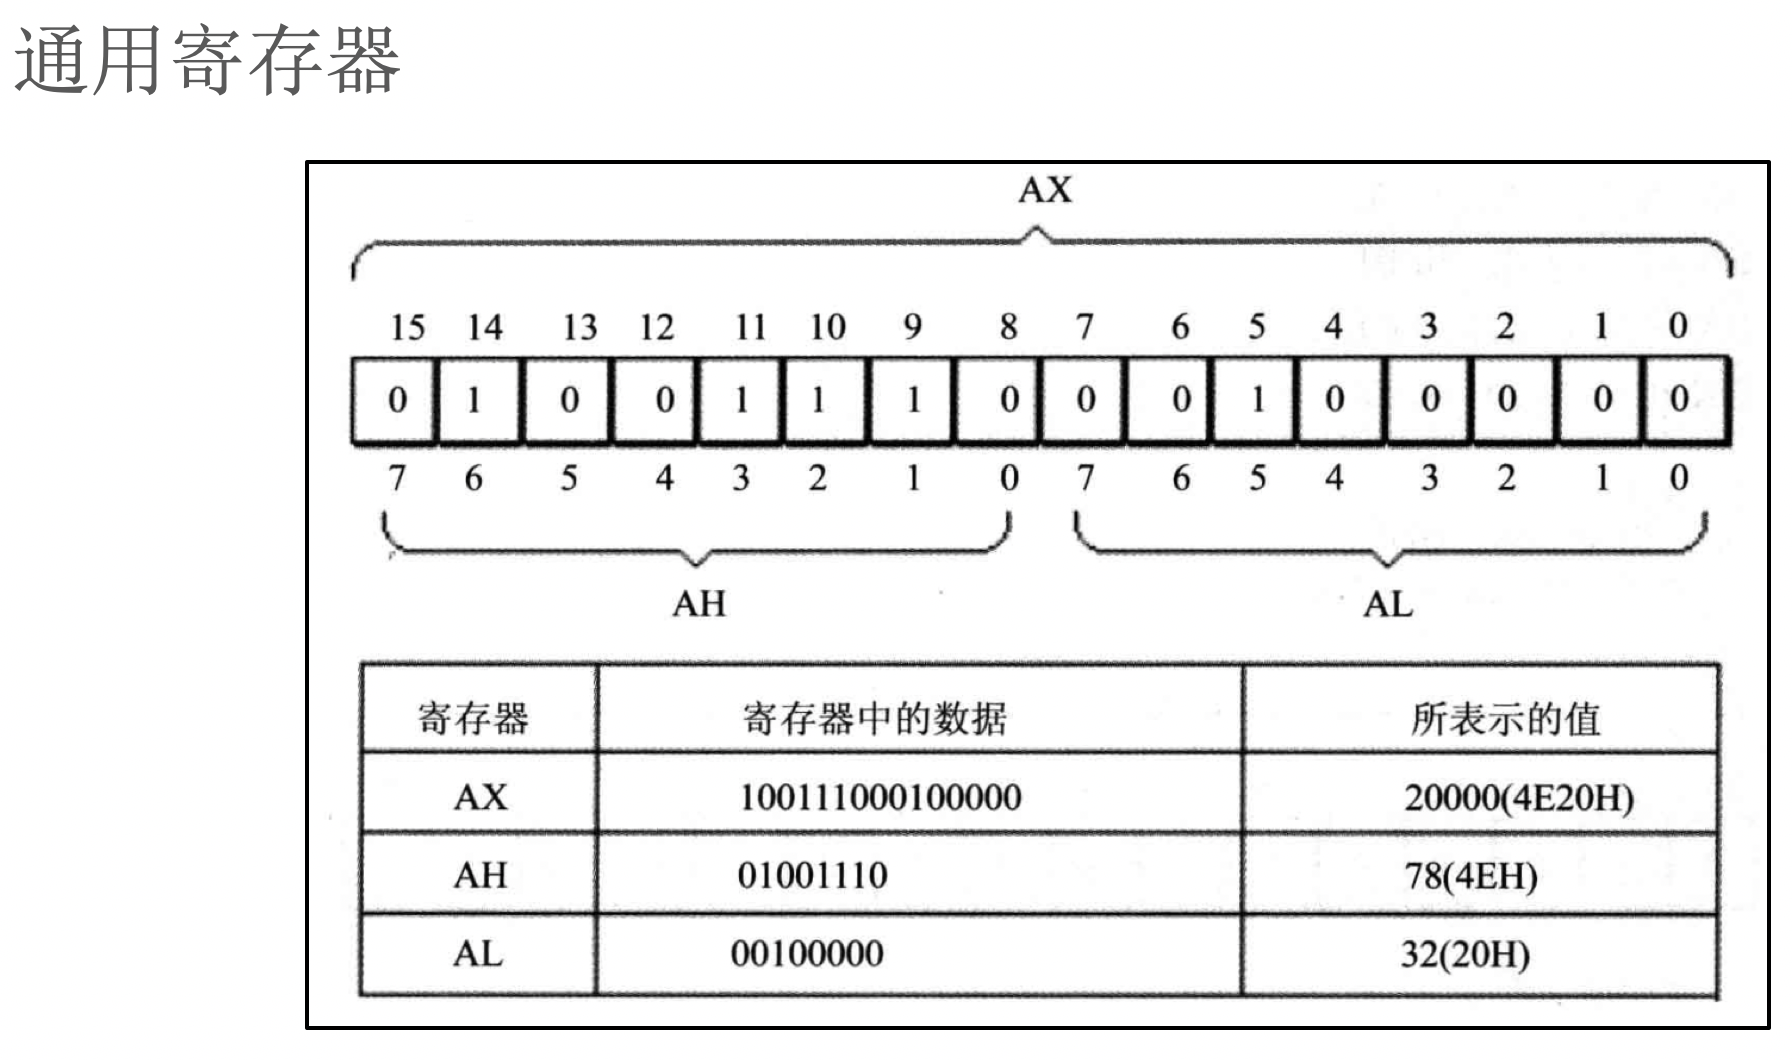 通用寄存器
AX
15 14 13 12 11 10 9 8 7 6 5 4 3 2 1 0
0 1 0 0 1 1 1 0 0 0 1 0 0 0 0 0
7 6 5 4 3 2 1 0 7 6 5 4 3 2 1 0
AH AL
寄存器 寄存器中的数据 所表示的值
AX 100111000100000 20000(4E20H)
AH 01001110 78(4EH)
AL 00100000 32(20H)